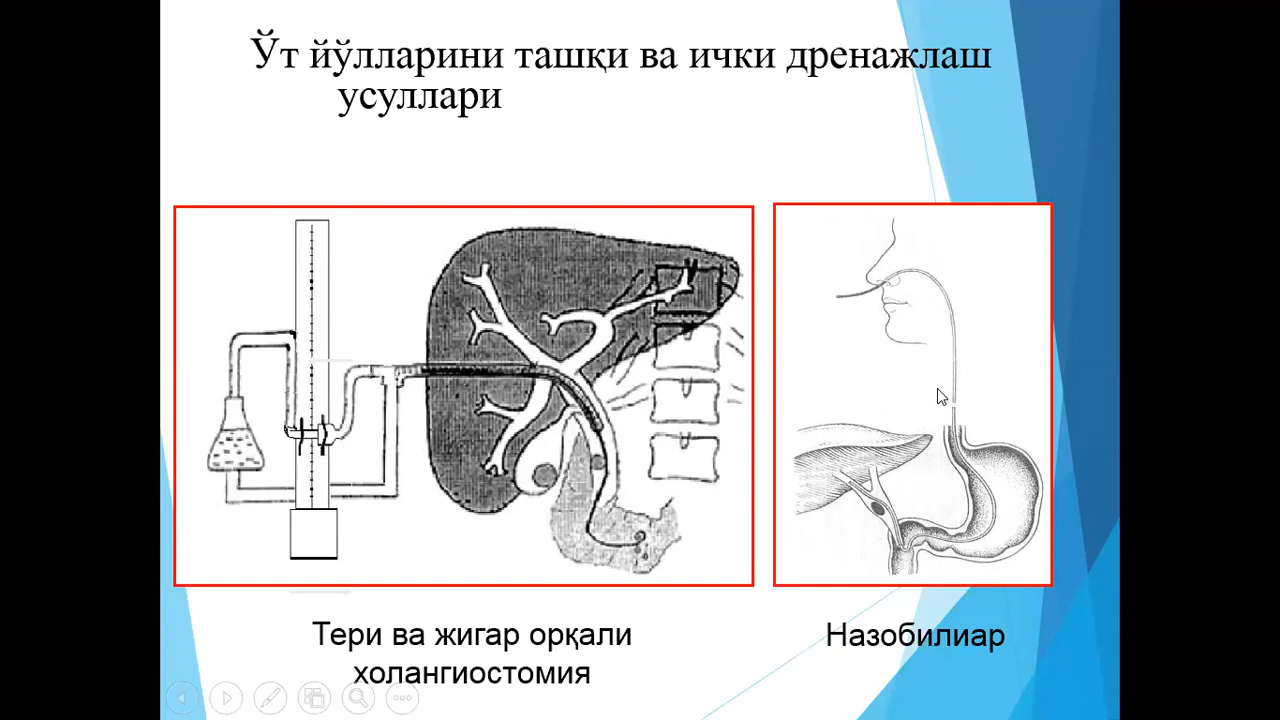 Ўт йўлларини ташқи ва ички дренажлаш
усуллари
Тери ва жигар орқали
холангиостомия
Назобилиар